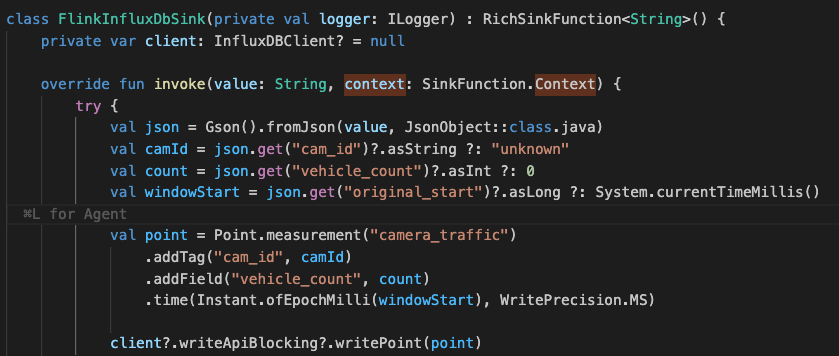 class FlinkInfluxDbSink(private val logger: ILogger) : RichSinkFunction<String>() {
    private var client: InfluxDBClient? = null
    override fun invoke(value: String, context: SinkFunction.Context) {
        try {
            val json = Gson().fromJson(value, JsonObject::class.java)
            val camId = json.get("cam_id")?.asString ?: "unknown"
            val count = json.get("vehicle_count")?.asInt ?: 0
            val windowStart = json.get("original_start")?.asLong ?: System.currentTimeMillis()
⌘L for Agent
            val point = Point.measurement("camera_traffic")
                .addTag("cam_id", camId)
                .addField("vehicle_count", count)
                .time(Instant.ofEpochMilli(windowStart), WritePrecision.MS)
            client?.writeApiBlocking?.writePoint(point)